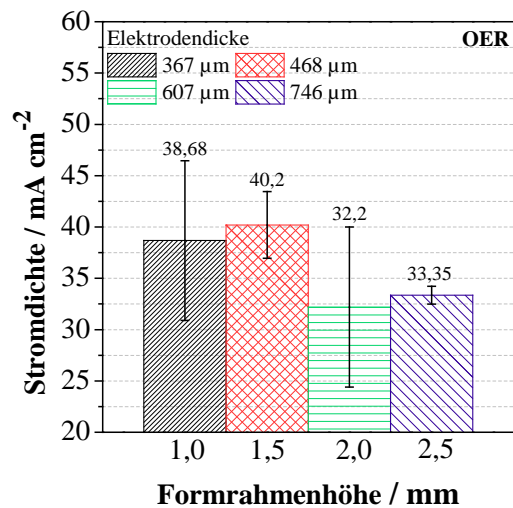 Elektrodendicke OER
367 µm 468 µm
607 µm 746 µm
60
55
50
45
40
35
30
25
20
38,68
40,2
32,2
33,35
Stromdichte / mA cm⁻²
1,0 1,5 2,0 2,5
Formrahmenhöhe / mm